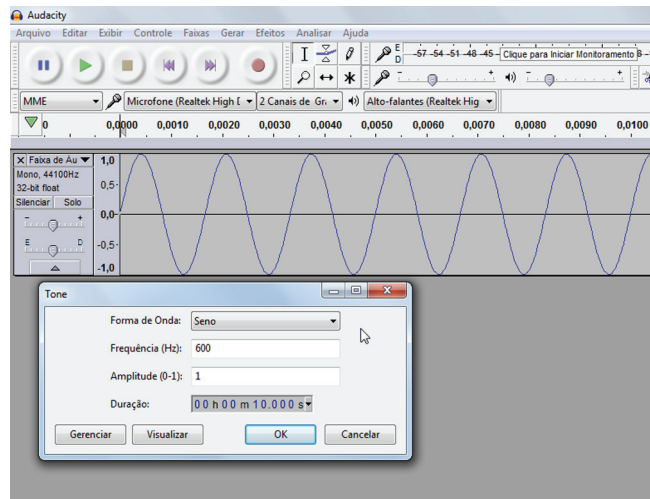 Audacity
Arquivo Editar Exibir Controle Faixas Gerar Efeitos Analisar Ajuda
E D -57 -54 -51 -48 -45 - Clique para Iniciar Monitoramento
MME Microfone (Realtek High 2 Canais de Gr Alto-falantes (Realtek Hig
0 0,0000 0,0010 0,0020 0,0030 0,0040 0,0050 0,0060 0,0070 0,0080 0,0090 0,0100
X Faixa de Áu 1,0
Mono, 44100Hz
32-bit float 0,5
Silenciar Solo
- + 0,0
E D -0,5
-1,0
Tone
Forma de Onda: Seno
Frequência (Hz): 600
Amplitude (0-1): 1
Duração: 00 h 00 m 10.000 s
Gerenciar Visualizar OK Cancelar